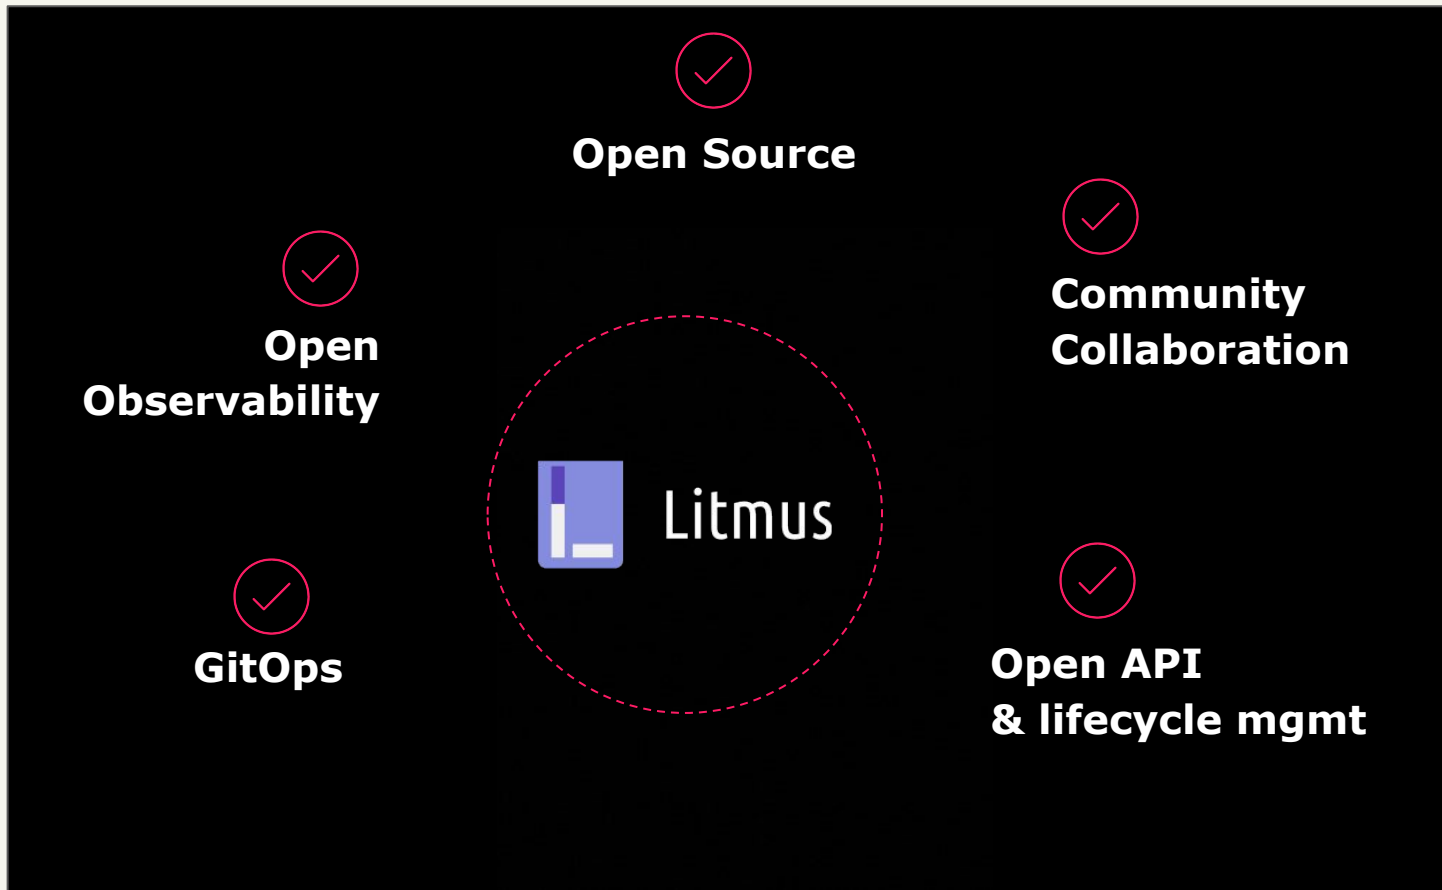 Open Source
Community
Collaboration
Open
Observability
Litmus
GitOps
Open API
& lifecycle mgmt